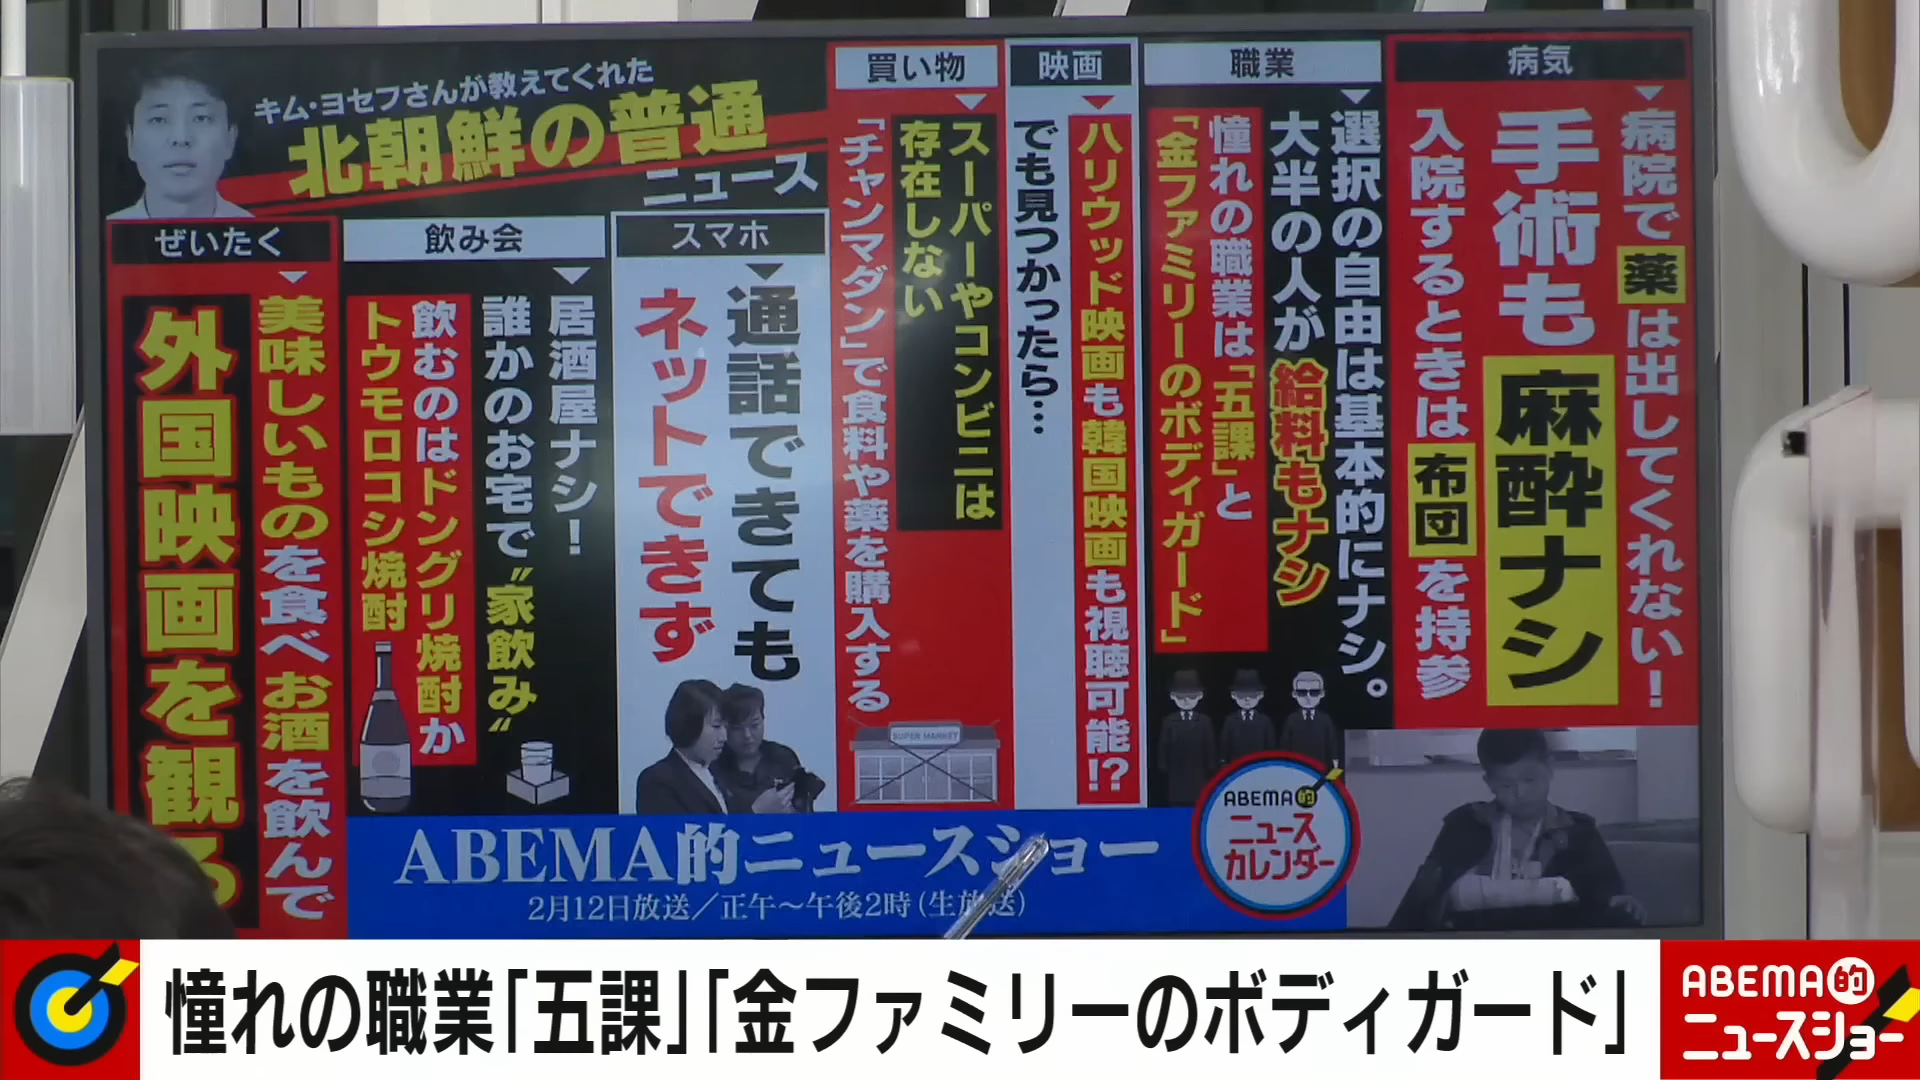 キム・ヨセフさんが教えてくれた
北朝鮮の普通
ニュース
病気
病院で薬は出してくれない!
手術も麻酔ナシ
入院するときは布団を持参
職業
選択の自由は基本的にナシ。
大半の人が給料もナシ
憧れの職業は「五課」と
「金ファミリーのボディガード」
映画
ハリウッド映画も韓国映画も視聴可能!?
でも見つかったら…
買い物
スーパーやコンビニは
存在しない
「チャンマダン」で食料や薬を購入する
SUPER MARKET
スマホ
通話できても
ネットできず
飲み会
居酒屋ナシ!
誰かのお宅で〝家飲み〟
飲むのはドングリ焼酎か
トウモロコシ焼酎
ぜいたく
美味しいものを食べお酒を飲んで
外国映画を観る
ABEMA的ニュースショー
2月12日放送/正午～午後2時(生放送)
ABEMA的
ニュース
カレンダー
憧れの職業「五課」「金ファミリーのボディガード」
ABEMA的
ニュースショー